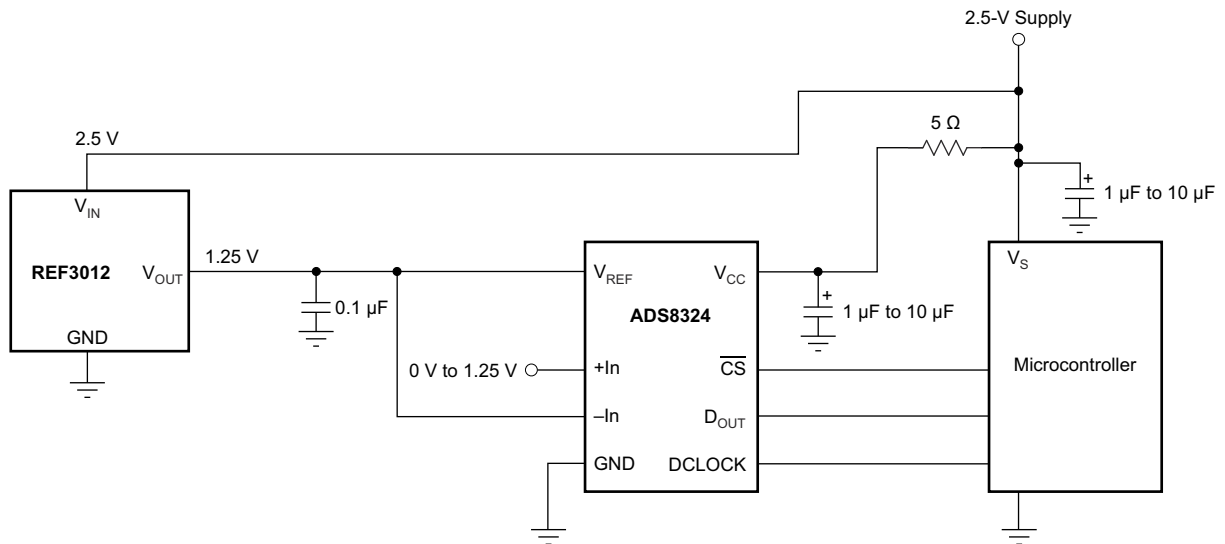 2.5-V Supply
5 Ω
2.5 V
1 µF to 10 µF
V_IN
REF3012
V_OUT
GND
1.25 V
0.1 µF
0 V to 1.25 V
V_REF
V_CC
ADS8324
+In
C̅S̅
–In
D_OUT
GND
DCLOCK
+
1 µF to 10 µF
+
V_S
Microcontroller